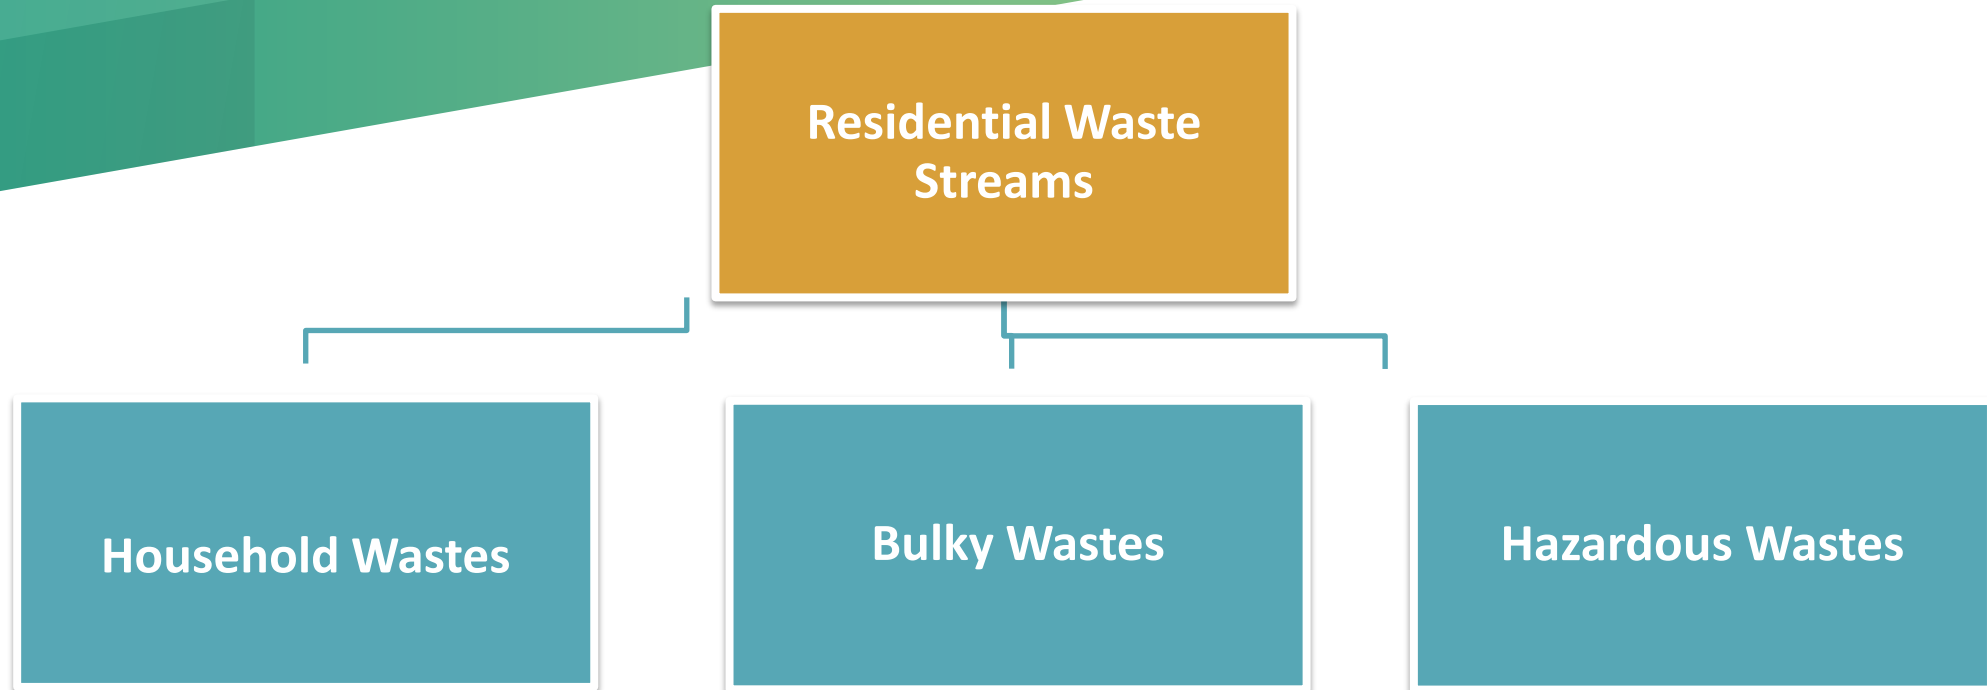 Residential Waste
Streams
Household Wastes
Bulky Wastes
Hazardous Wastes